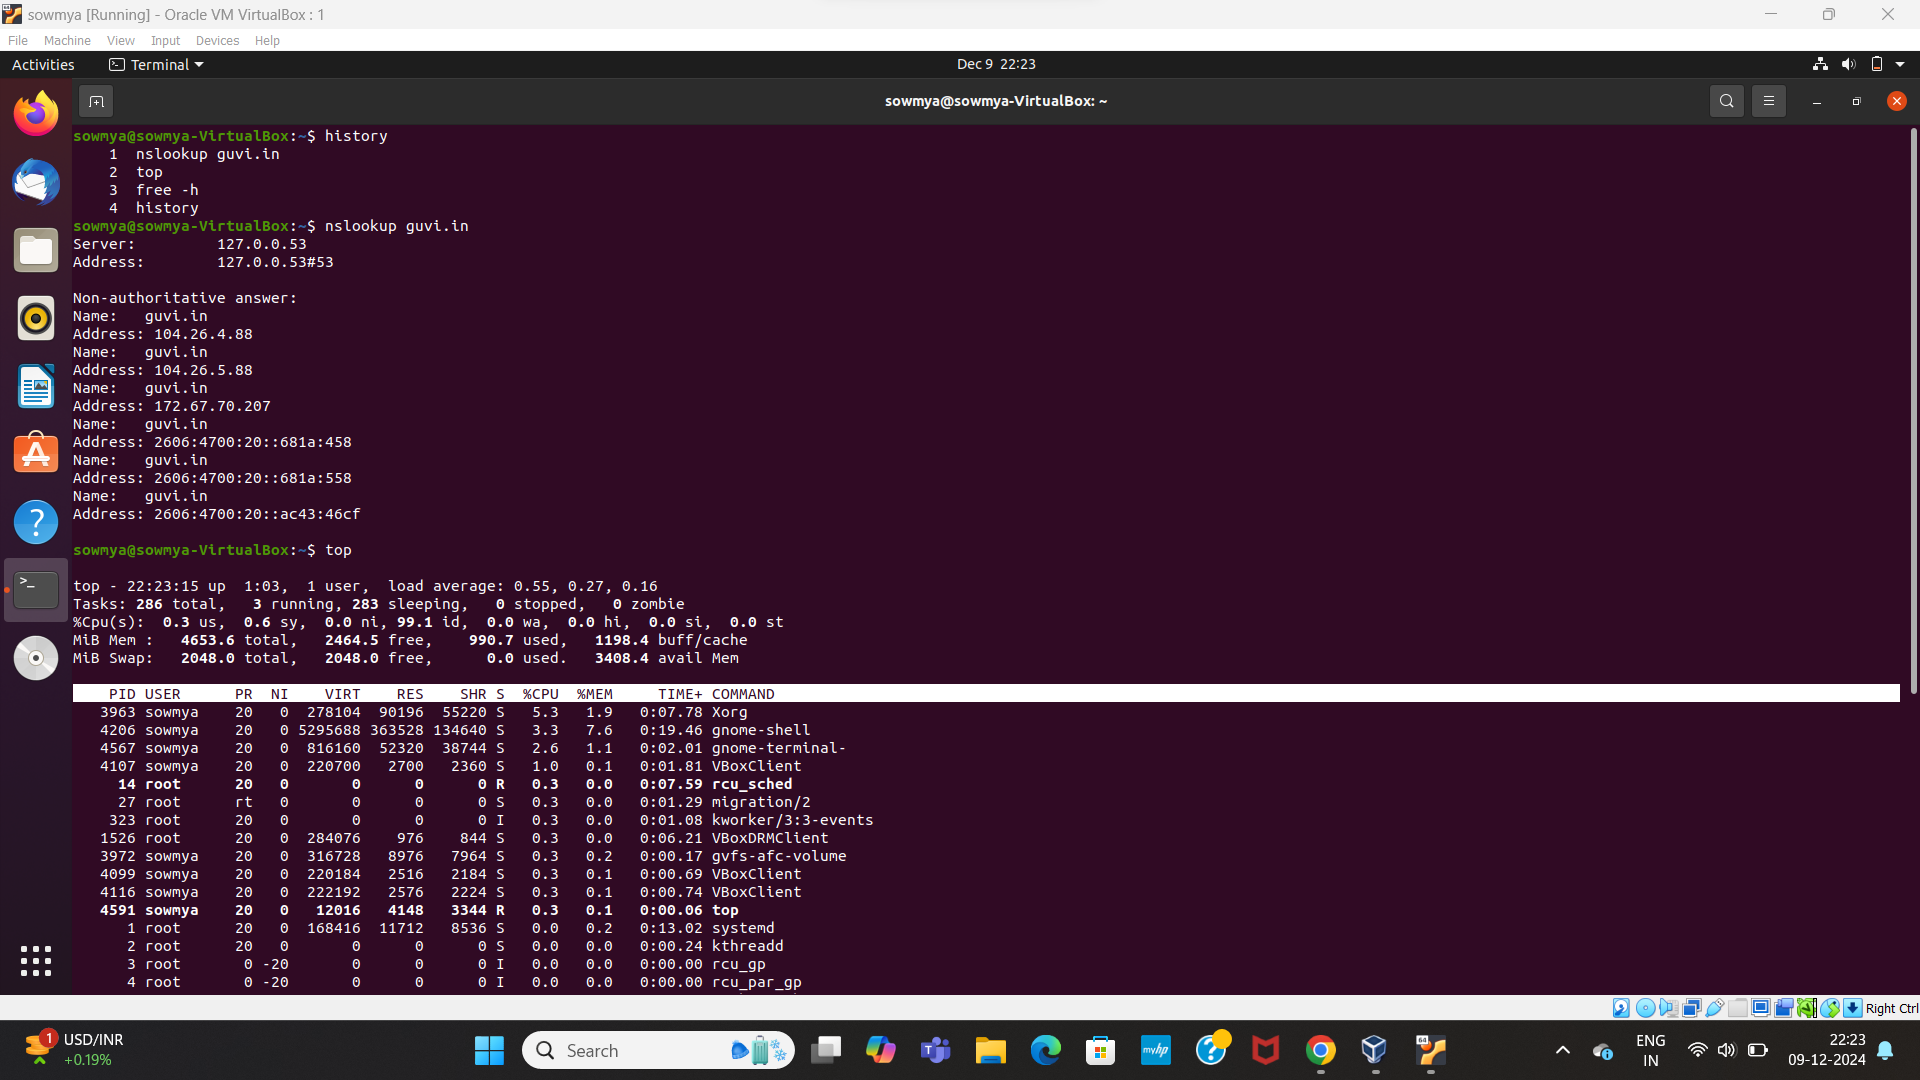 sowmya [Running] - Oracle VM VirtualBox : 1
File Machine View Input Devices Help
Activities Terminal Dec 9 22:23
sowmya@sowmya-VirtualBox: ~
sowmya@sowmya-VirtualBox:~$ history
    1  nslookup guvi.in
    2  top
    3  free -h
    4  history
sowmya@sowmya-VirtualBox:~$ nslookup guvi.in
Server:         127.0.0.53
Address:        127.0.0.53#53
Non-authoritative answer:
Name:   guvi.in
Address: 104.26.4.88
Name:   guvi.in
Address: 104.26.5.88
Name:   guvi.in
Address: 172.67.70.207
Name:   guvi.in
Address: 2606:4700:20::681a:458
Name:   guvi.in
Address: 2606:4700:20::681a:558
Name:   guvi.in
Address: 2606:4700:20::ac43:46cf
sowmya@sowmya-VirtualBox:~$ top
top - 22:23:15 up  1:03,  1 user,  load average: 0.55, 0.27, 0.16
Tasks: 286 total,   3 running, 283 sleeping,   0 stopped,   0 zombie
%Cpu(s):  0.3 us,  0.6 sy,  0.0 ni, 99.1 id,  0.0 wa,  0.0 hi,  0.0 si,  0.0 st
MiB Mem :   4653.6 total,   2464.5 free,    990.7 used,   1198.4 buff/cache
MiB Swap:   2048.0 total,   2048.0 free,      0.0 used.   3408.4 avail Mem
    PID USER      PR  NI    VIRT    RES    SHR S  %CPU  %MEM     TIME+ COMMAND
   3963 sowmya    20   0  278104  90196  55220 S   5.3   1.9   0:07.78 Xorg
   4206 sowmya    20   0 5295688 363528 134640 S   3.3   7.6   0:19.46 gnome-shell
   4567 sowmya    20   0  816160  52320  38744 S   2.6   1.1   0:02.01 gnome-terminal-
   4107 sowmya    20   0  220700   2700   2360 S   1.0   0.1   0:01.81 VBoxClient
     14 root      20   0       0      0      0 R   0.3   0.0   0:07.59 rcu_sched
     27 root      rt   0       0      0      0 S   0.3   0.0   0:01.29 migration/2
    323 root      20   0       0      0      0 I   0.3   0.0   0:01.08 kworker/3:3-events
   1526 root      20   0  284076    976    844 S   0.3   0.0   0:06.21 VBoxDRMClient
   3972 sowmya    20   0  316728   8976   7964 S   0.3   0.2   0:00.17 gvfs-afc-volume
   4099 sowmya    20   0  220184   2516   2184 S   0.3   0.1   0:00.69 VBoxClient
   4116 sowmya    20   0  222192   2576   2224 S   0.3   0.1   0:00.74 VBoxClient
   4591 sowmya    20   0   12016   4148   3344 R   0.3   0.1   0:00.06 top
      1 root      20   0  168416  11712   8536 S   0.0   0.2   0:13.02 systemd
      2 root      20   0       0      0      0 S   0.0   0.0   0:00.24 kthreadd
      3 root       0 -20       0      0      0 I   0.0   0.0   0:00.00 rcu_gp
      4 root       0 -20       0      0      0 I   0.0   0.0   0:00.00 rcu_par_gp
Right Ctrl
1 USD/INR
+0.19%
Search
myhp
64
ENG
IN
22:23
09-12-2024